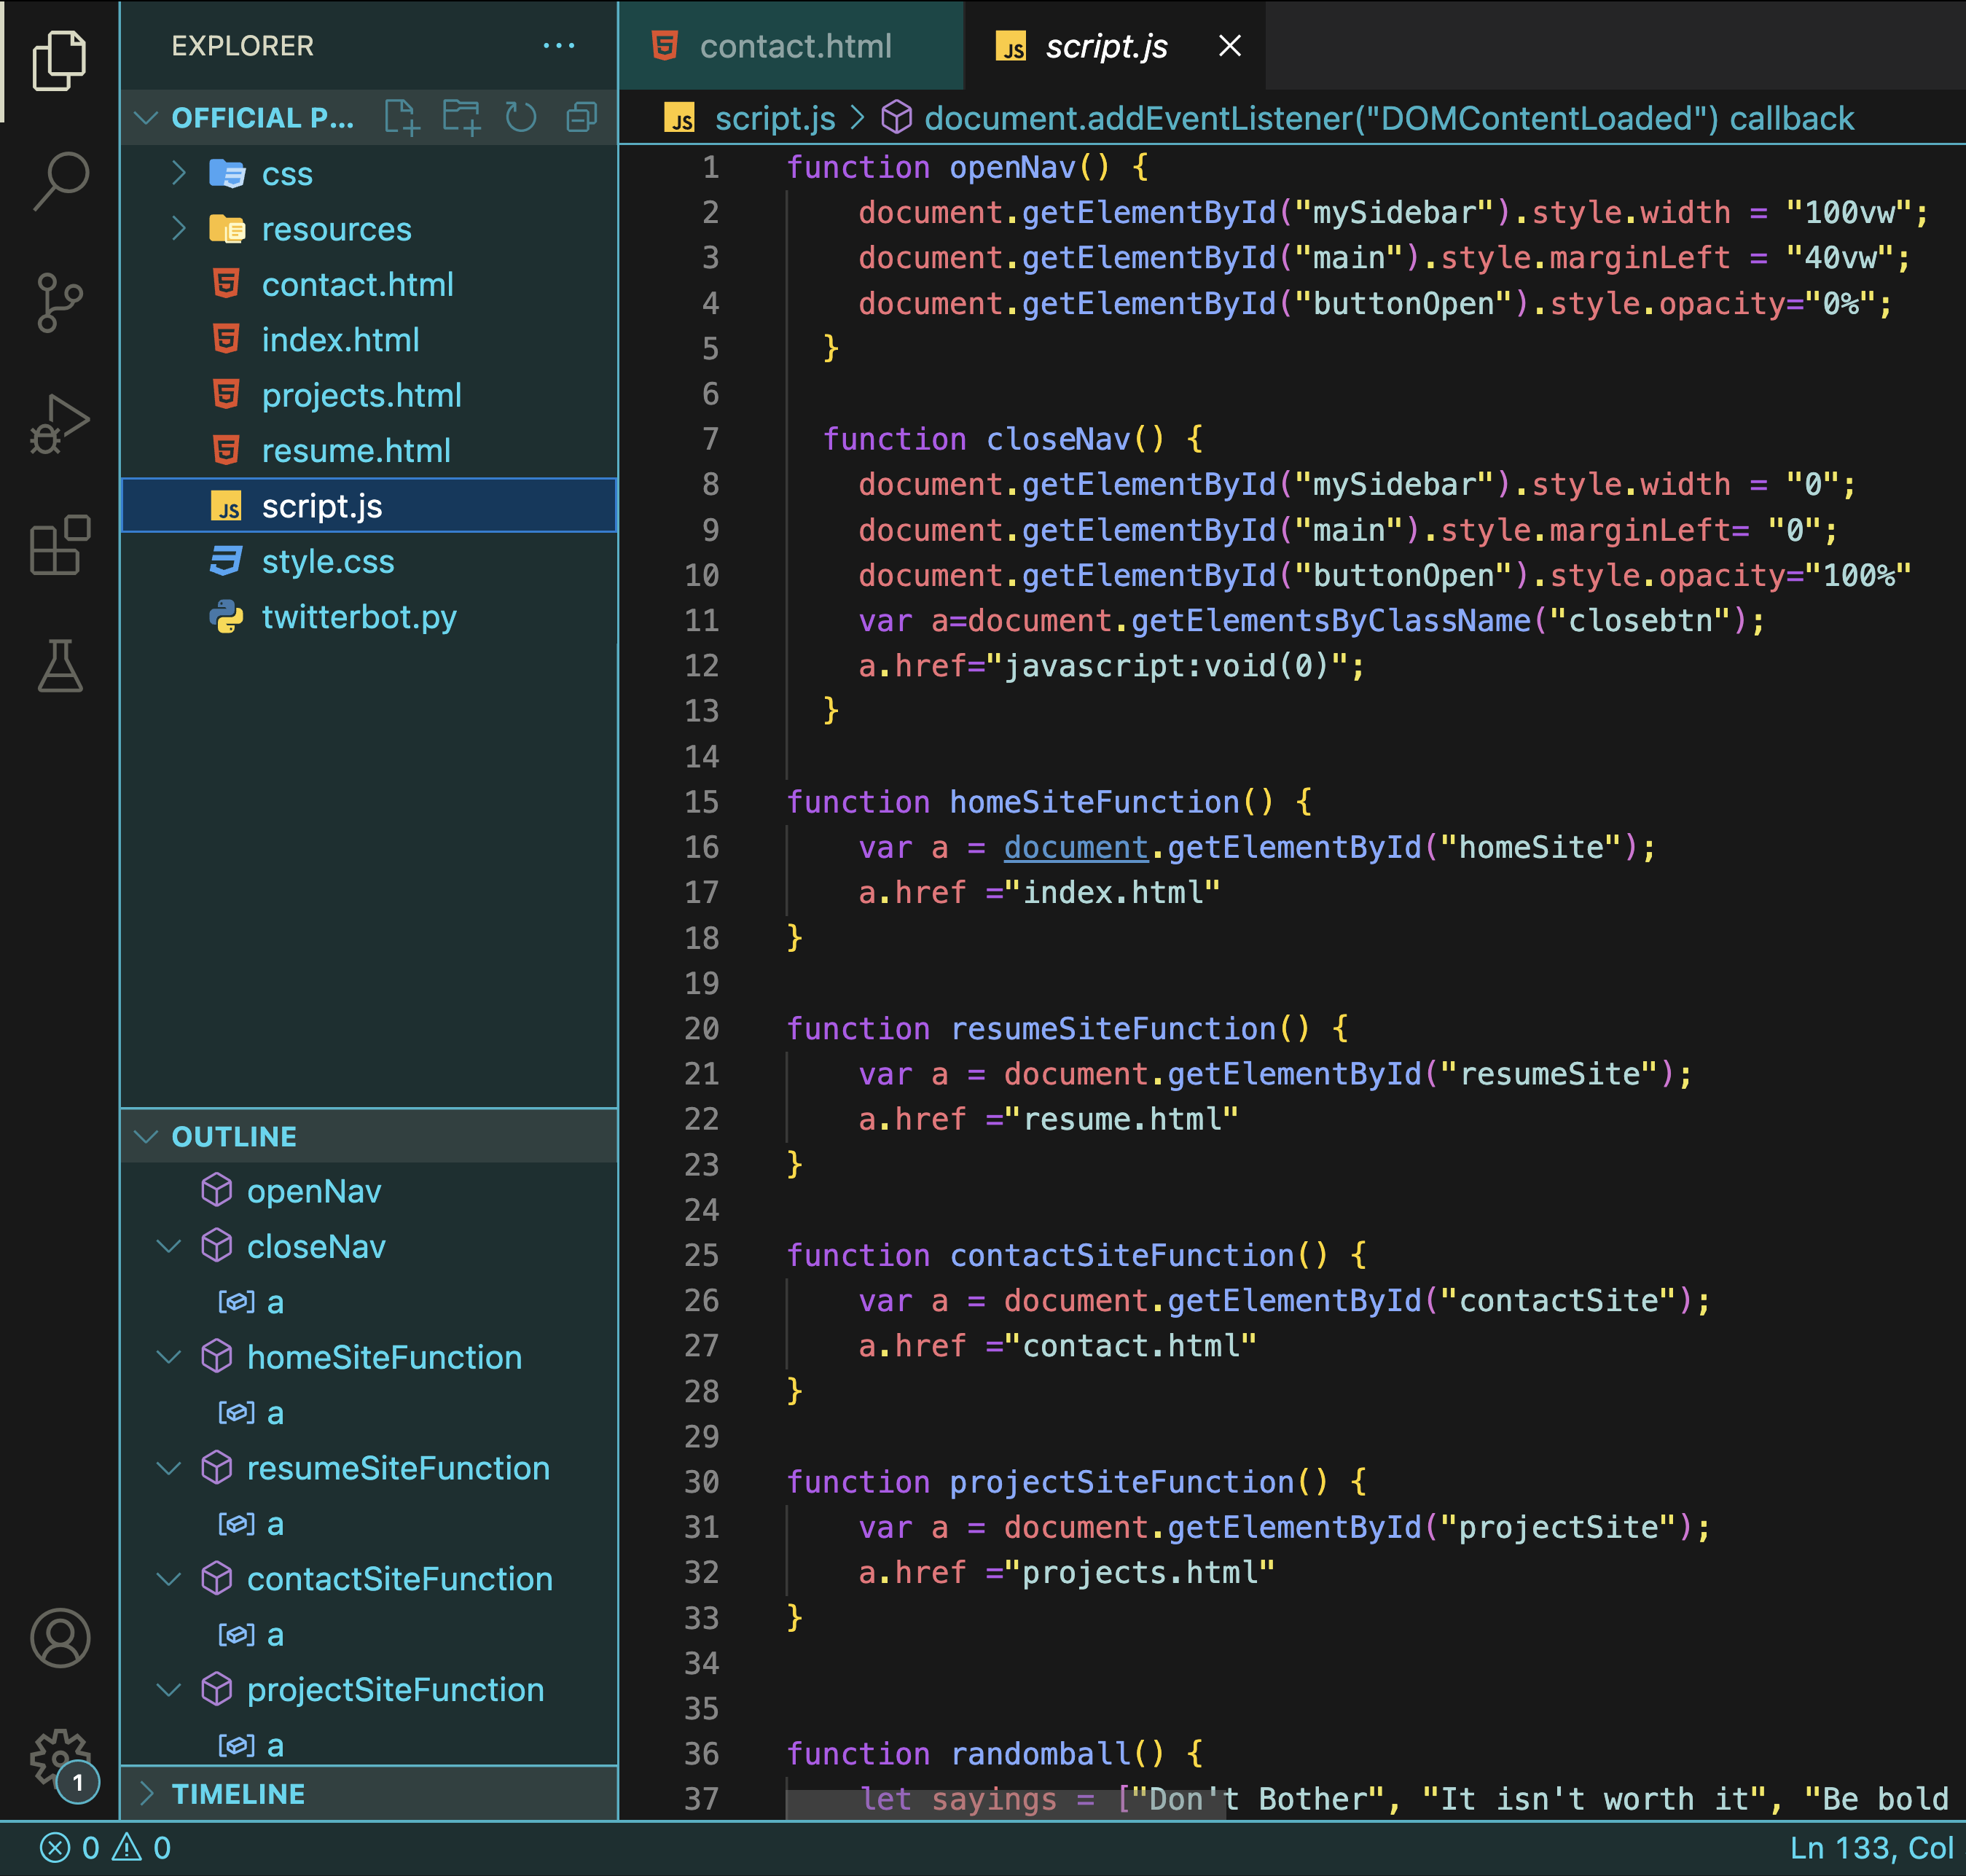 EXPLORER
OFFICIAL P...
css
resources
contact.html
index.html
projects.html
resume.html
JS script.js
style.css
twitterbot.py
OUTLINE
openNav
closeNav
a
homeSiteFunction
a
resumeSiteFunction
a
contactSiteFunction
a
projectSiteFunction
a
TIMELINE
contact.html
JS script.js
JS script.js > document.addEventListener("DOMContentLoaded") callback
1 function openNav() {
2 document.getElementById("mySidebar").style.width = "100vw";
3 document.getElementById("main").style.marginLeft = "40vw";
4 document.getElementById("buttonOpen").style.opacity="0%";
5 }
6
7 function closeNav() {
8 document.getElementById("mySidebar").style.width = "0";
9 document.getElementById("main").style.marginLeft= "0";
10 document.getElementById("buttonOpen").style.opacity="100%"
11 var a=document.getElementsByClassName("closebtn");
12 a.href="javascript:void(0)";
13 }
14
15 function homeSiteFunction() {
16 var a = document.getElementById("homeSite");
17 a.href ="index.html"
18 }
19
20 function resumeSiteFunction() {
21 var a = document.getElementById("resumeSite");
22 a.href ="resume.html"
23 }
24
25 function contactSiteFunction() {
26 var a = document.getElementById("contactSite");
27 a.href ="contact.html"
28 }
29
30 function projectSiteFunction() {
31 var a = document.getElementById("projectSite");
32 a.href ="projects.html"
33 }
34
35
36 function randomball() {
37 let sayings = ["Don't Bother", "It isn't worth it", "Be bold
1
0 0
Ln 133, Col